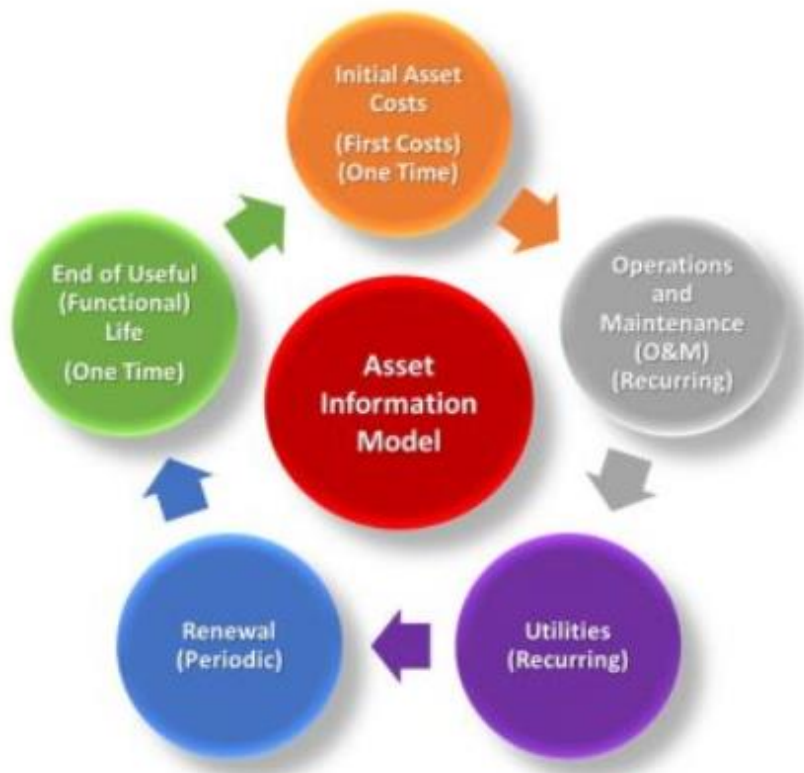 Initial Asset
Costs
(First Costs)
(One Time)
Operations
and
Maintenance
(O&M)
(Recurring)
Utilities
(Recurring)
Renewal
(Periodic)
End of Useful
(Functional)
Life
(One Time)
Asset
Information
Model